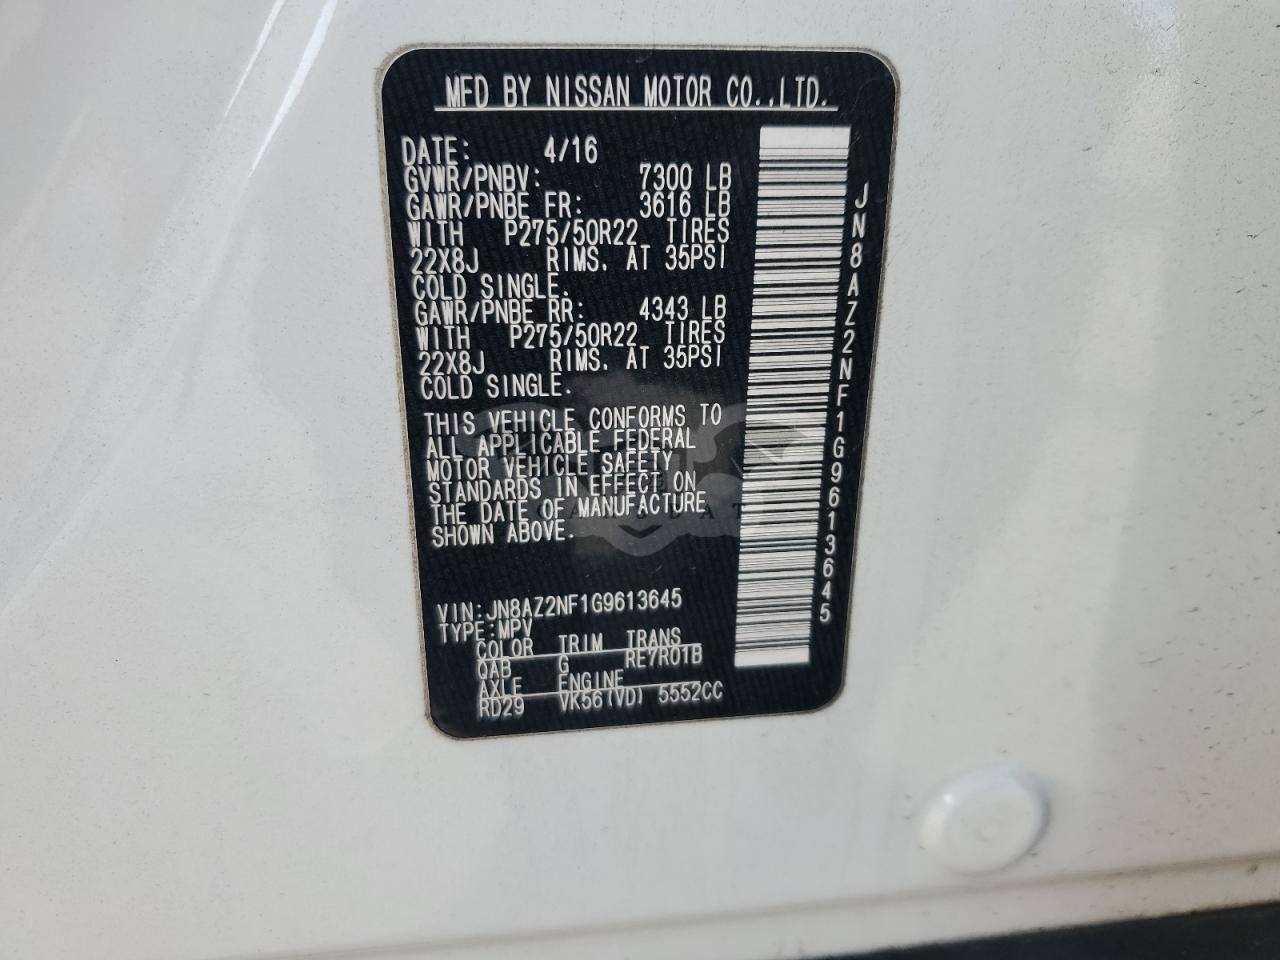 MFD BY NISSAN MOTOR CO.,LTD.
DATE: 4/16
GVWR/PNBV: 7300 LB
GAWR/PNBE FR: 3616 LB
WITH P275/50R22 TIRES
22X8J RIMS. AT 35PSI
COLD SINGLE.
GAWR/PNBE RR: 4343 LB
WITH P275/50R22 TIRES
22X8J RIMS. AT 35PSI
COLD SINGLE.
THIS VEHICLE CONFORMS TO
ALL APPLICABLE FEDERAL
MOTOR VEHICLE SAFETY
STANDARDS IN EFFECT ON
THE DATE OF MANUFACTURE
SHOWN ABOVE.
VIN:JN8AZ2NF1G9613645
TYPE:MPV
COLOR TRIM TRANS
QAB G RE7R01B
AXLE ENGINE
RD29 VK56(VD) 5552CC
JN8AZ2NF1G9613645